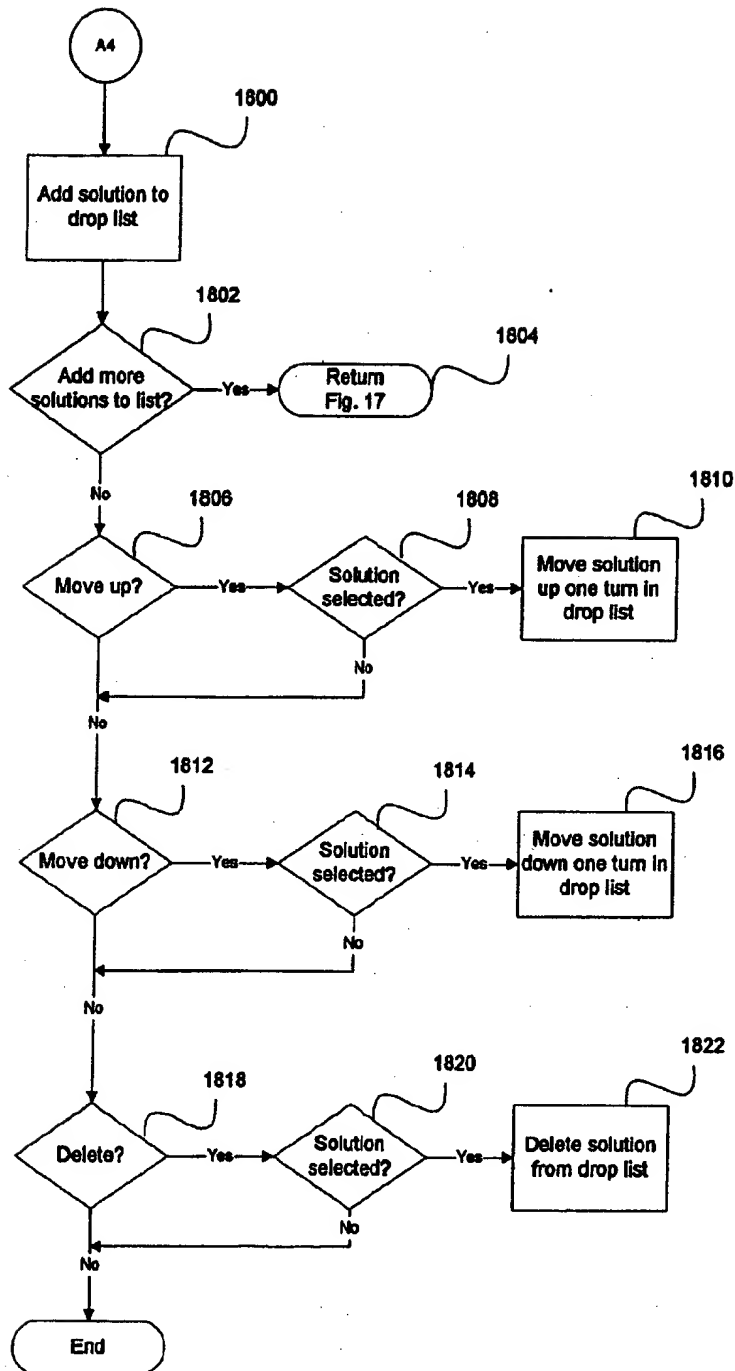 A4
1800
Add solution to
drop list
1802
Add more
solutions to list?
Yes
1804
Return
Fig. 17
No
1806
Move up?
Yes
1808
Solution
selected?
Yes
1810
Move solution
up one turn in
drop list
No
No
1812
Move down?
Yes
1814
Solution
selected?
Yes
1816
Move solution
down one turn in
drop list
No
No
1818
Delete?
Yes
1820
Solution
selected?
Yes
1822
Delete solution
from drop list
No
No
End